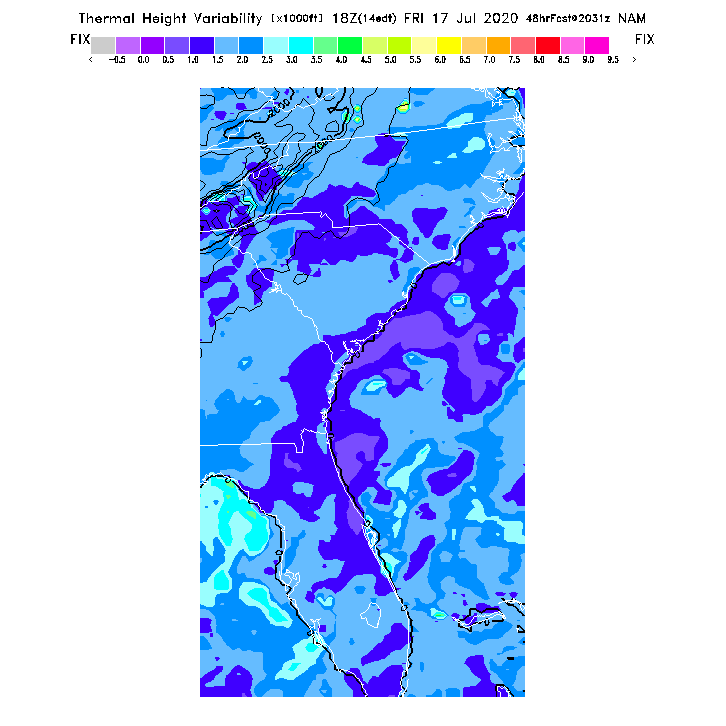 Thermal Height Variability [x1000ft] 18Z(14edt) FRI 17 Jul 2020 48hrFcst@2031z NAM
FIX FIX
< -0.5 0.0 0.5 1.0 1.5 2.0 2.5 3.0 3.5 4.0 4.5 5.0 5.5 6.0 6.5 7.0 7.5 8.0 8.5 9.0 9.5 >
2000
2000